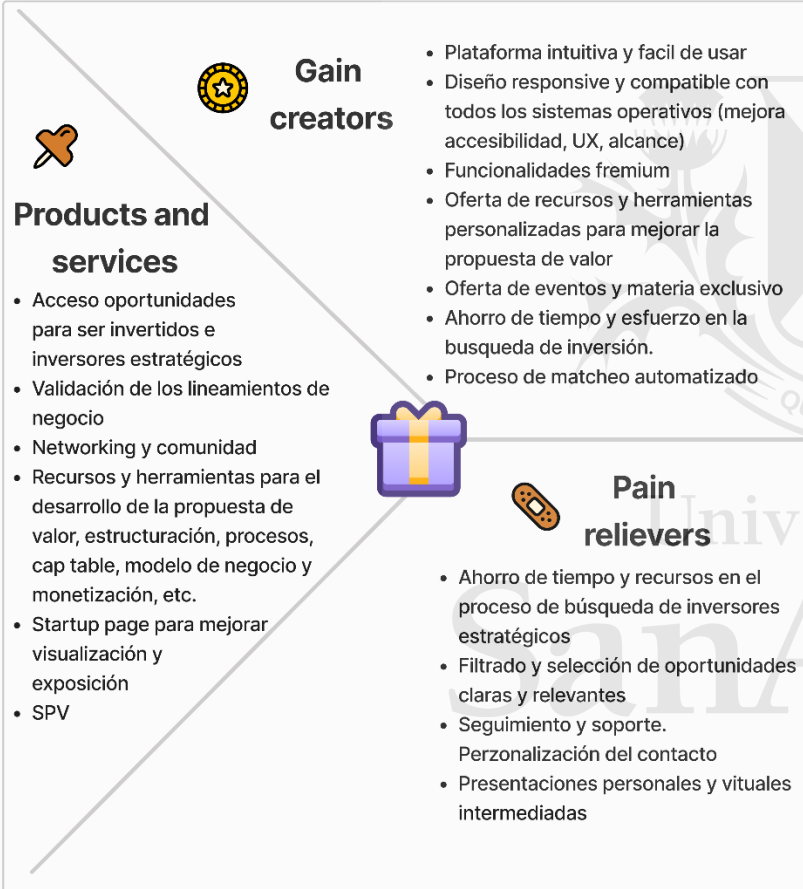 Gain
creators
Plataforma intuitiva y facil de usar
Diseño responsive y compatible con
todos los sistemas operativos (mejora
accesibilidad, UX, alcance)
Funcionalidades fremium
Oferta de recursos y herramientas
personalizadas para mejorar la
propuesta de valor
Oferta de eventos y materia exclusivo
Ahorro de tiempo y esfuerzo en la
busqueda de inversión.
Proceso de matcheo automatizado
Products and
services
Acceso oportunidades
para ser invertidos e
inversores estratégicos
Validación de los lineamientos de
negocio
Networking y comunidad
Recursos y herramientas para el
desarrollo de la propuesta de
valor, estructuración, procesos,
cap table, modelo de negocio y
monetización, etc.
Startup page para mejorar
visualización y
exposición
SPV
Pain
relievers
Ahorro de tiempo y recursos en el
proceso de búsqueda de inversores
estratégicos
Filtrado y selección de oportunidades
claras y relevantes
Seguimiento y soporte.
Perzonalización del contacto
Presentaciones personales y vituales
intermediadas